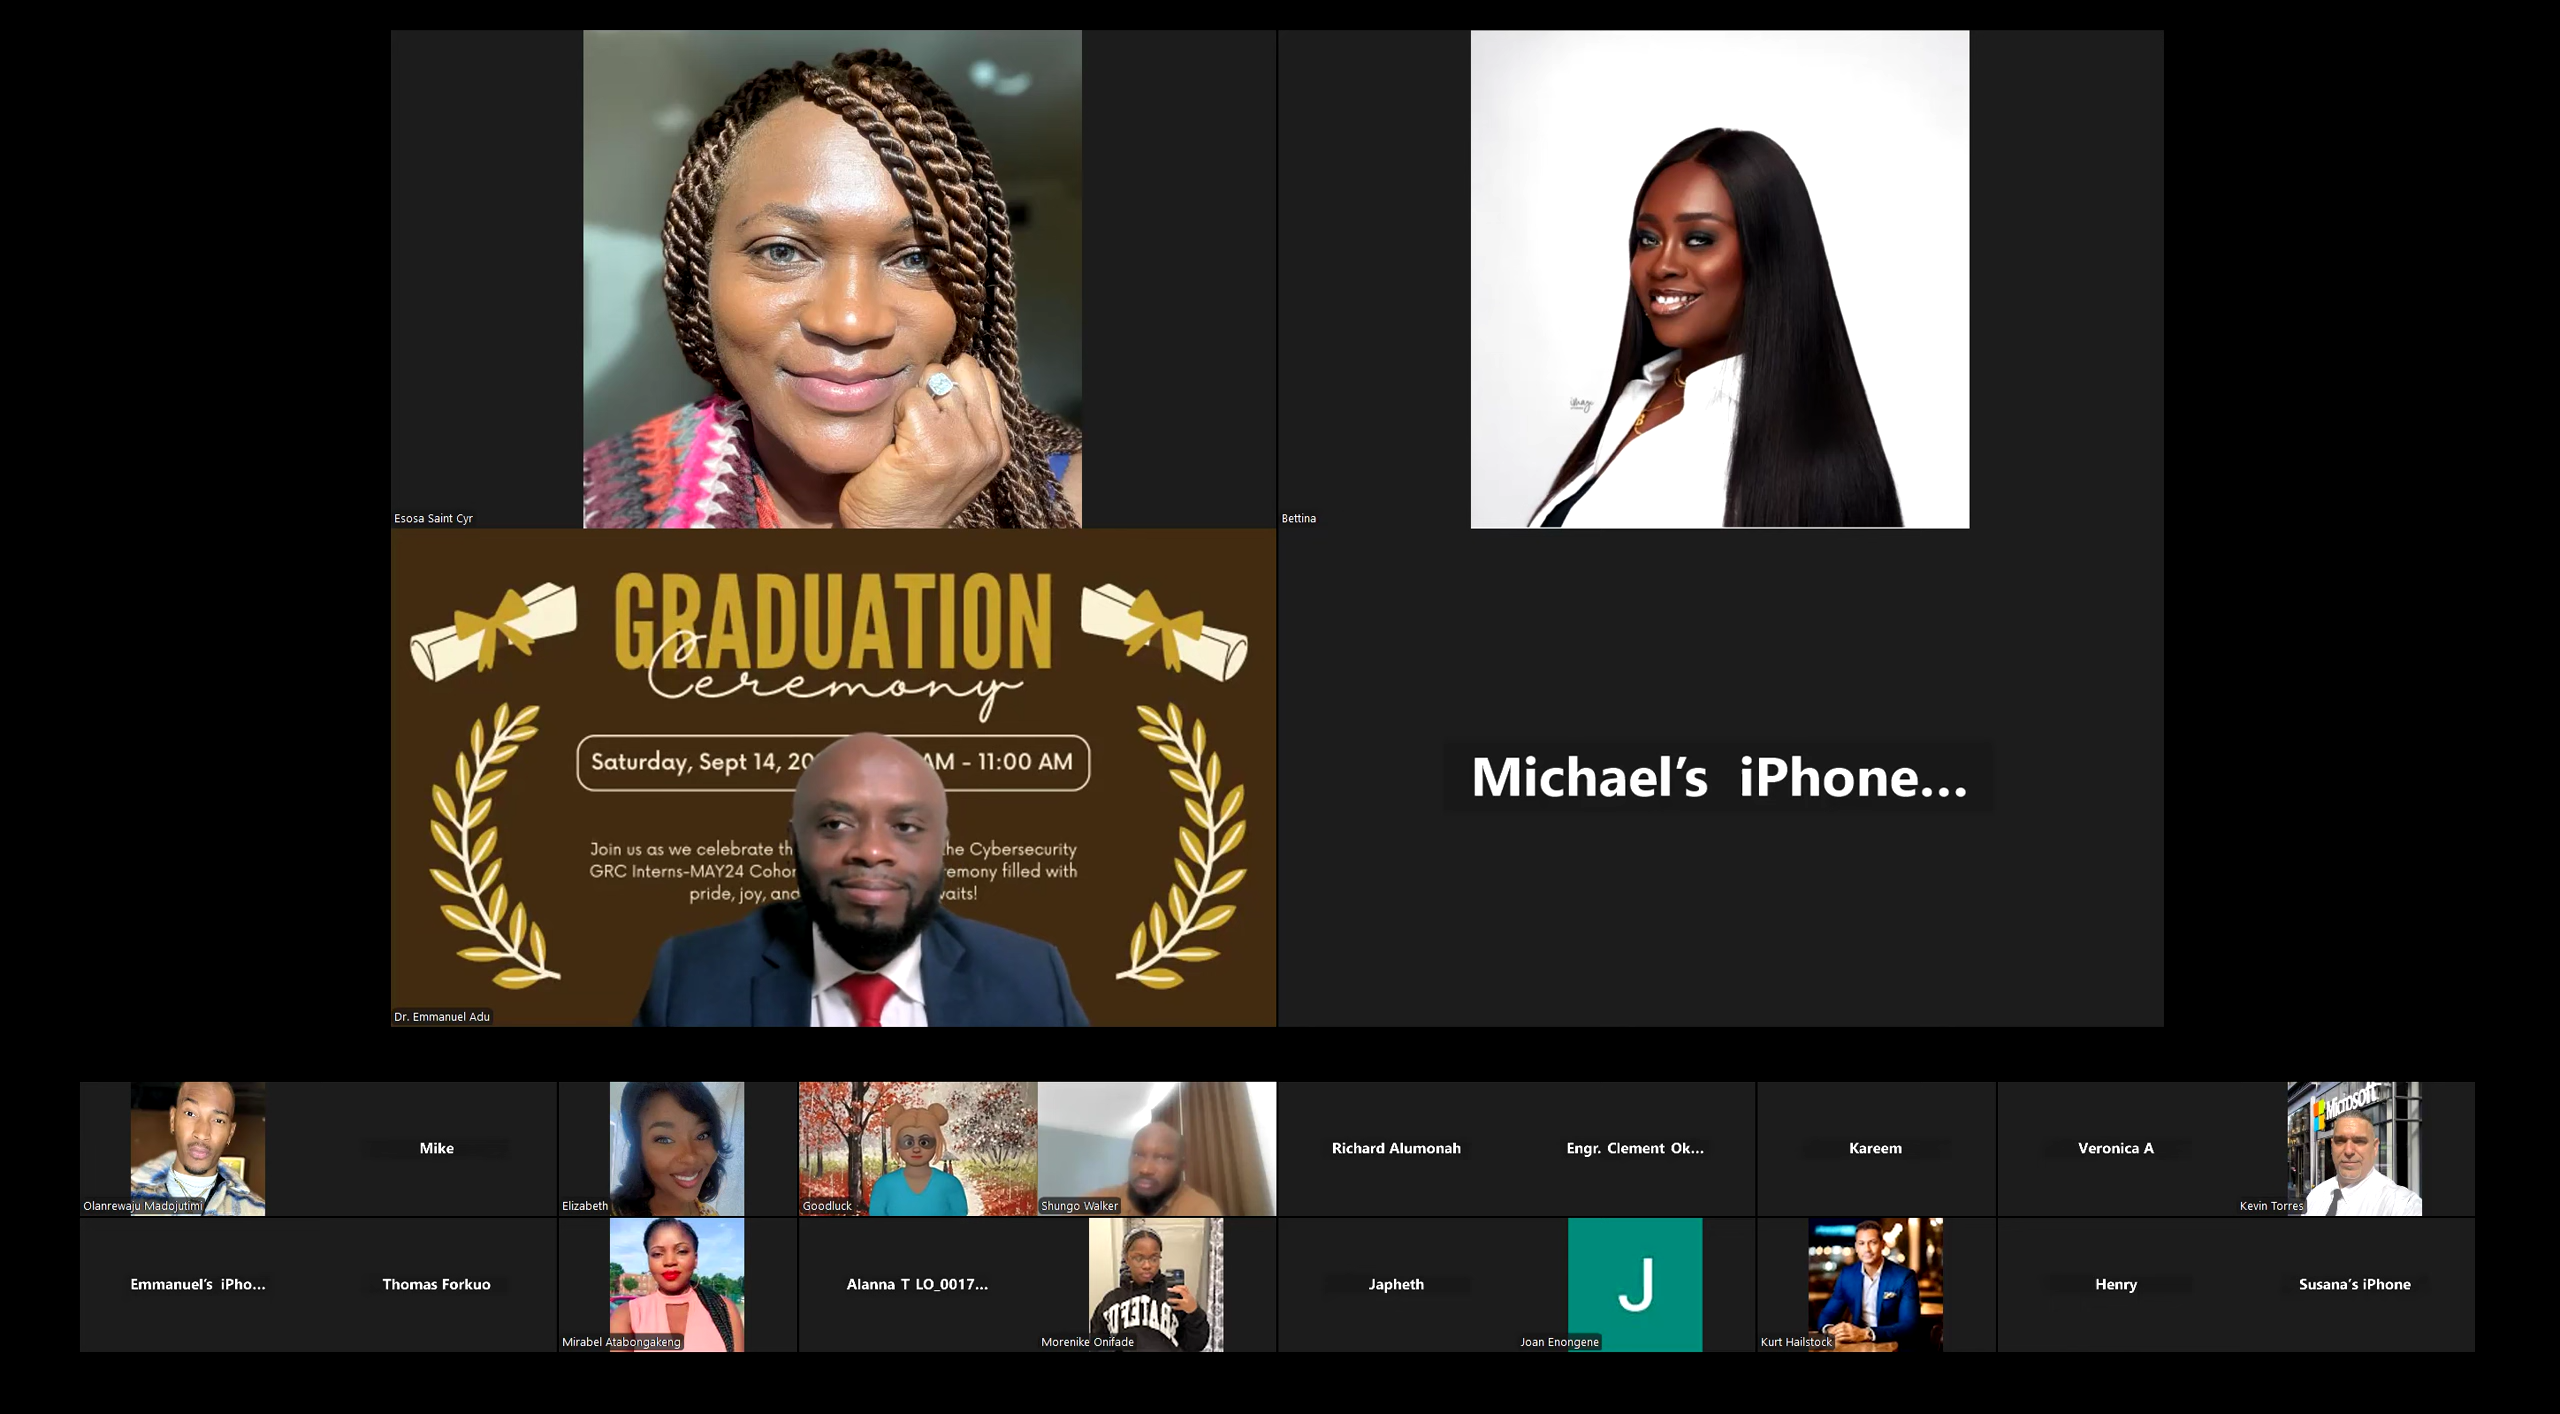 Esosa Saint Cyr
Bettina
GRADUATION
Ceremony
Saturday, Sept 14, 20 AM - 11:00 AM
Join us as we celebrate th he Cybersecurity
GRC Interns-MAY24 Cohor emony filled with
pride, joy, and vaits!
Dr. Emmanuel Adu
Michael’s iPhone...
Olanrewaju Madojutimi
Mike
Elizabeth
Goodluck
Shungo Walker
Richard Alumonah
Engr. Clement Ok...
Kareem
Veronica A
Microsoft
Kevin Torres
Emmanuel’s iPho...
Thomas Forkuo
Mirabel Atabongakeng
Alanna T LO_0017...
Morenike Onifade
Japheth
J
Joan Enongene
Kurt Hailstock
Henry
Susana’s iPhone